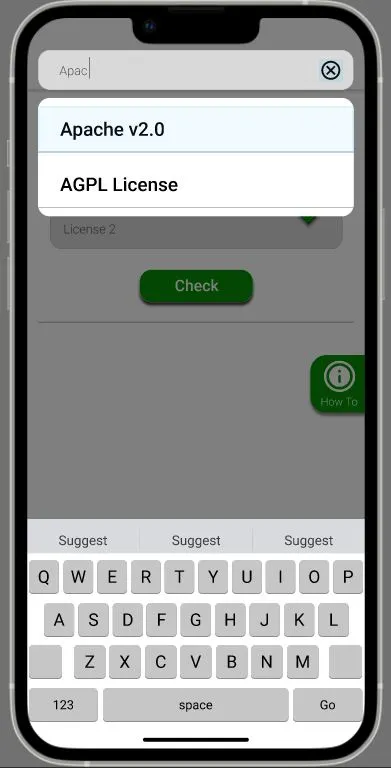 Apac
Apache v2.0
AGPL License
License 2
Check
How To
Suggest Suggest Suggest
Q W E R T Y U I O P
A S D F G H J K L
Z X C V B N M
123 space Go